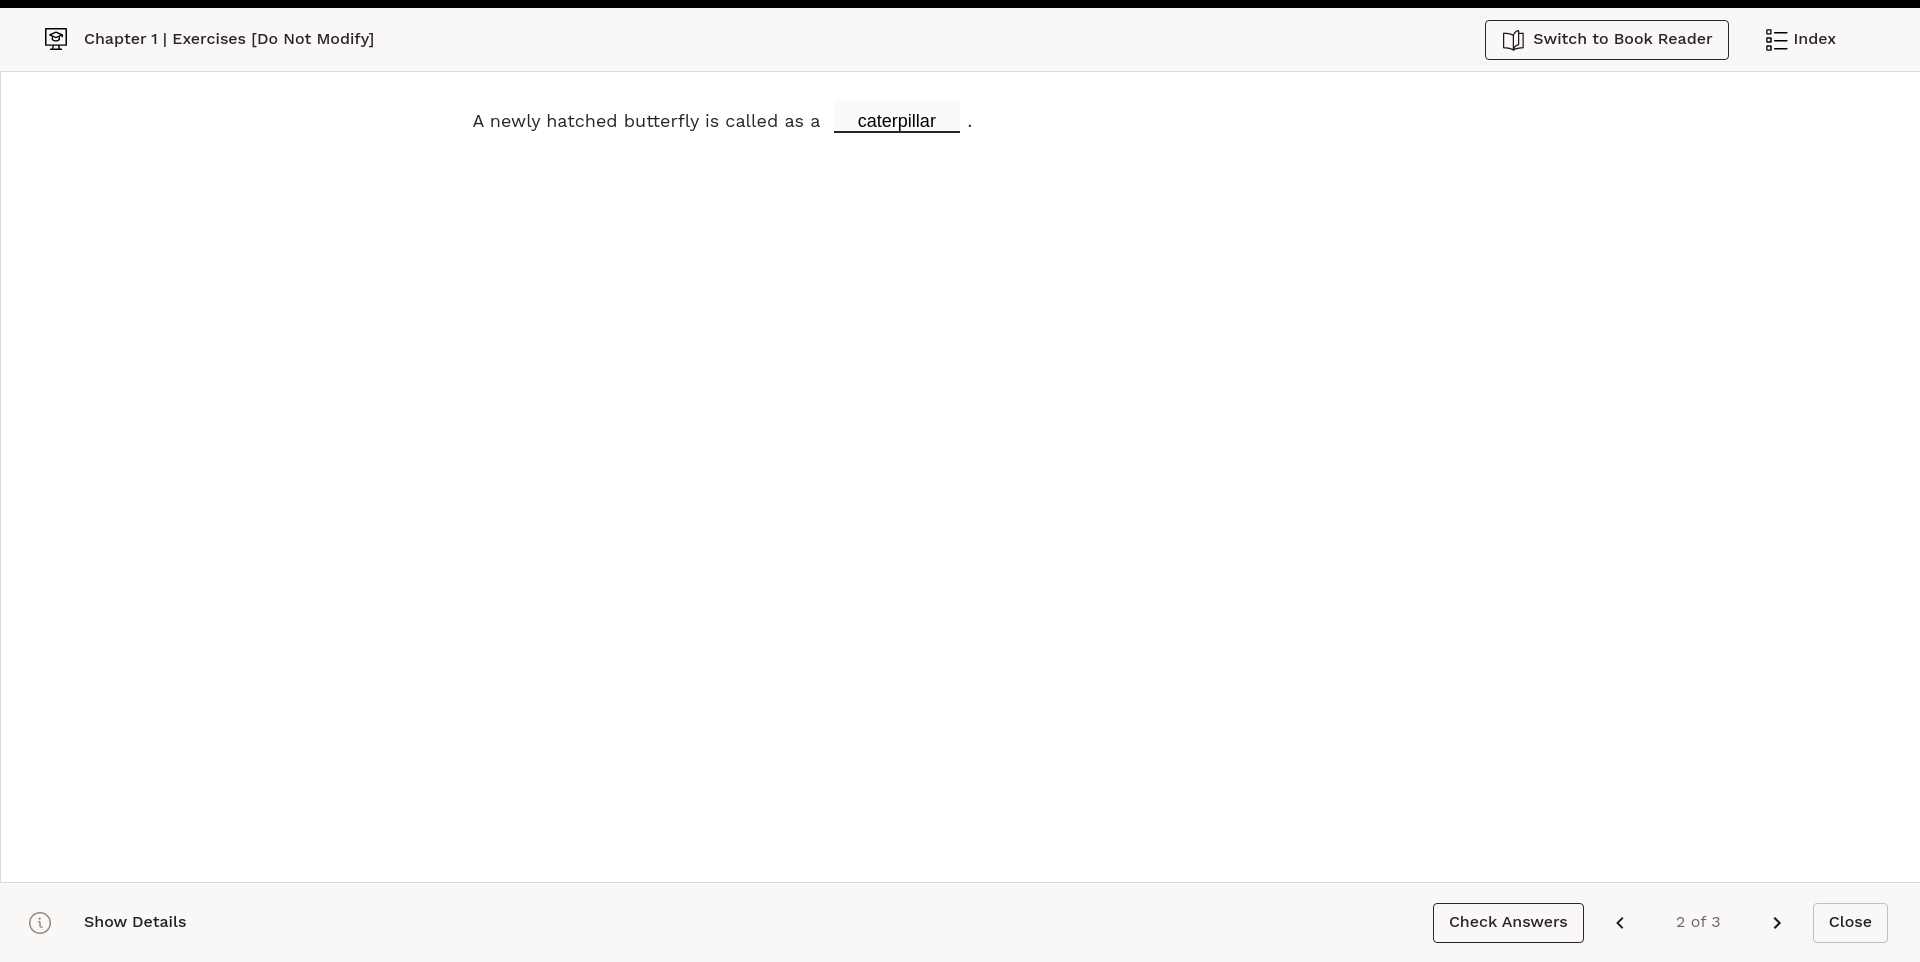 Chapter 1 | Exercises [Do Not Modify]
Switch to Book Reader
Index
A newly hatched butterfly is called as a caterpillar .
Show Details
Check Answers
2 of 3
Close